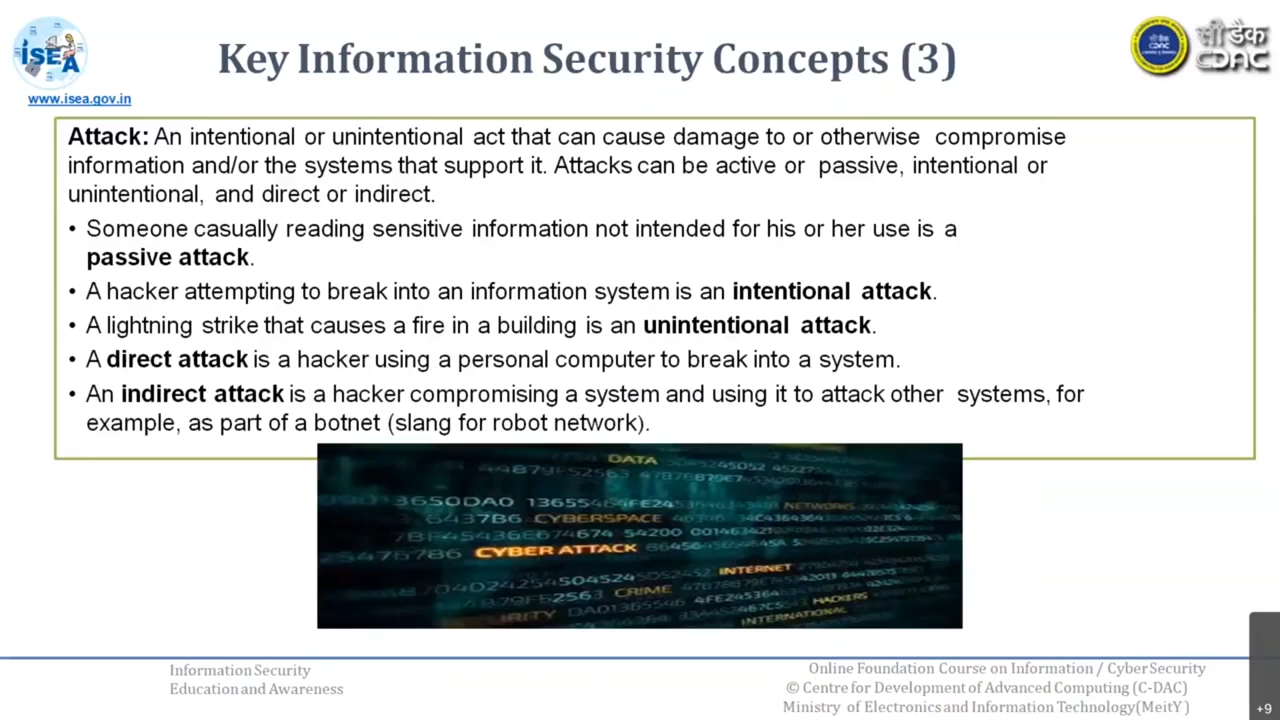 ISEA
Key Information Security Concepts (3)
सी डैक
CDAC
www.isea.gov.in
Attack: An intentional or unintentional act that can cause damage to or otherwise compromise
information and/or the systems that support it. Attacks can be active or passive, intentional or
unintentional, and direct or indirect.
• Someone casually reading sensitive information not intended for his or her use is a
passive attack.
• A hacker attempting to break into an information system is an intentional attack.
• A lightning strike that causes a fire in a building is an unintentional attack.
• A direct attack is a hacker using a personal computer to break into a system.
• An indirect attack is a hacker compromising a system and using it to attack other systems, for
example, as part of a botnet (slang for robot network).
DATA
NETWORKS
CYBERSPACE
CYBER ATTACK
INTERNET
CRIME
HACKERS
INTERNATIONAL
Information Security
Education and Awareness
Online Foundation Course on Information / Cyber Security
© Centre for Development of Advanced Computing (C-DAC)
Ministry of Electronics and Information Technology(MeitY)
+9